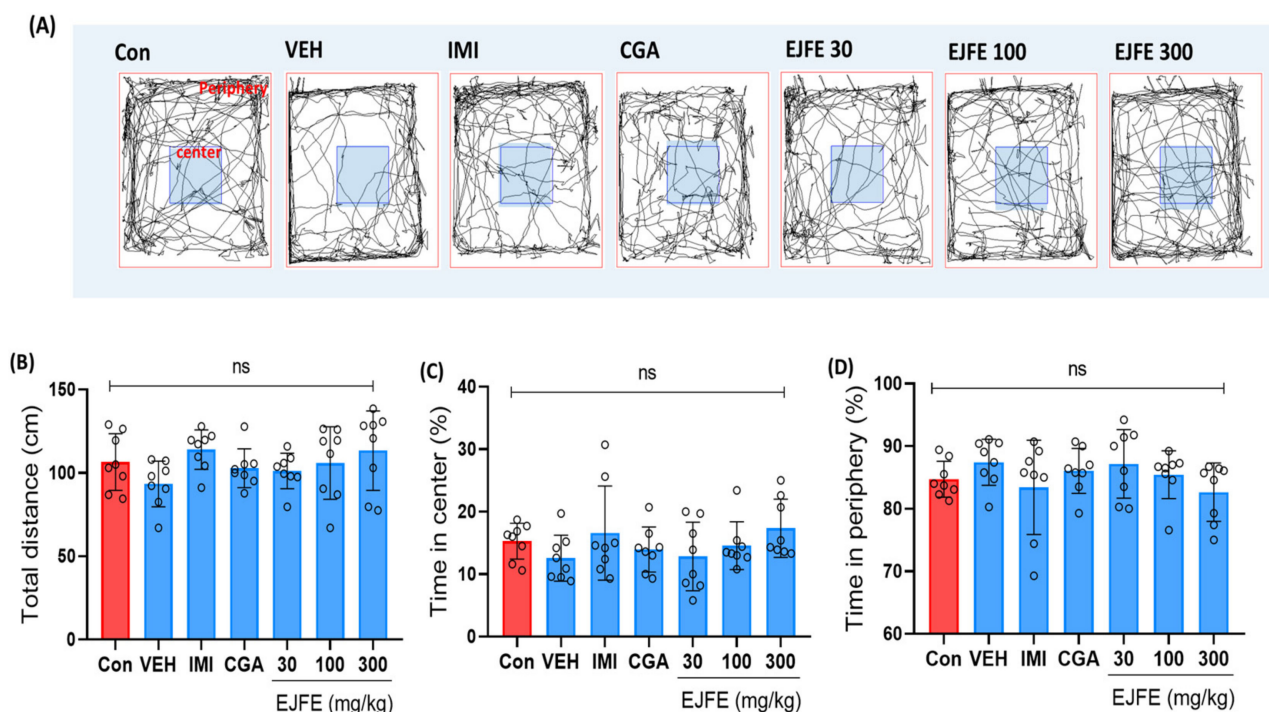 (A)
Con VEH IMI CGA EJFE 30 EJFE 100 EJFE 300
Periphery
center
(B)
ns
Total distance (cm)
150
100
50
0
Con VEH IMI CGA 30 100 300
EJFE (mg/kg)
(C)
ns
Time in center (%)
40
30
20
10
0
Con VEH IMI CGA 30 100 300
EJFE (mg/kg)
(D)
ns
Time in periphery (%)
100
90
80
70
60
Con VEH IMI CGA 30 100 300
EJFE (mg/kg)